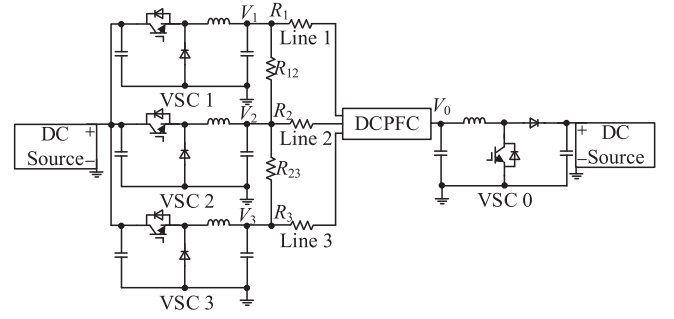 V1 R1
Line 1
R12
VSC 1
V2 R2
DC +
Source–
Line 2
DCPFC
V0
+ DC
–Source
R23
VSC 2
VSC 0
V3 R3
Line 3
VSC 3